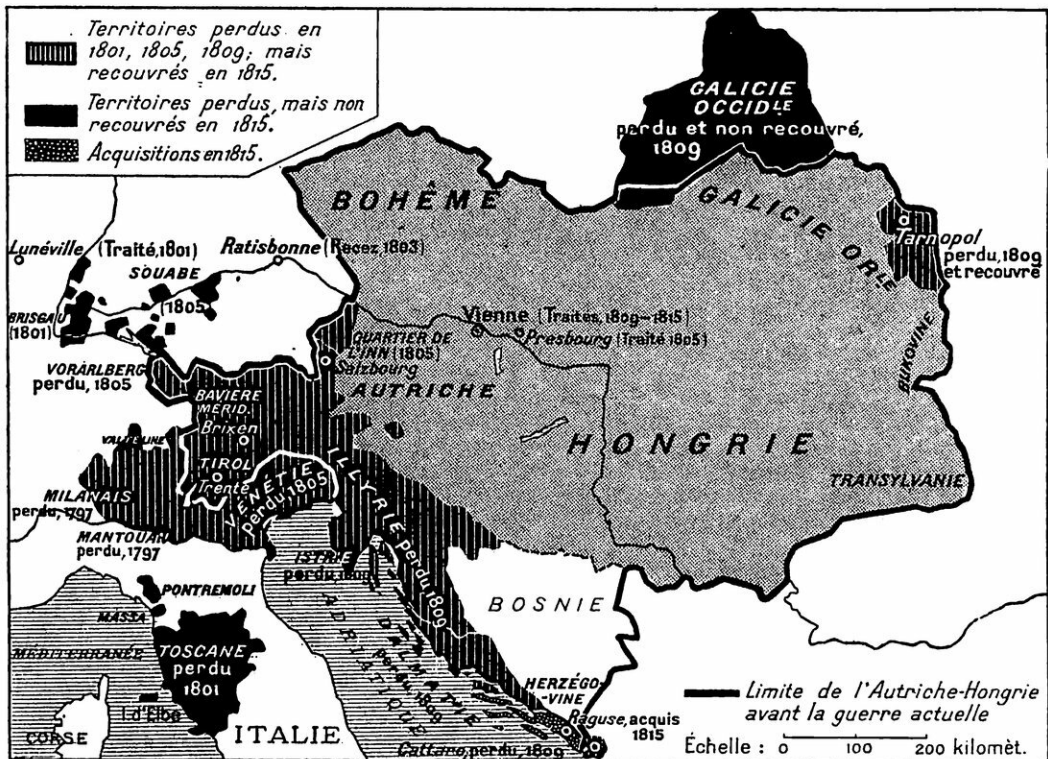 Territoires perdus en
1801, 1805, 1809; mais
recouvrés en 1815.
Territoires perdus, mais non
recouvrés en 1815.
Acquisitions en 1815.
GALICIE
OCCIDLE
perdu et non recouvré,
1809
BOHÊME
GALICIE ORLE
Tarnopol
perdu, 1809
et recouvré
Lunéville (Traité, 1801)
Ratisbonne (Recez 1803)
SOUABE
(1805)
BRISGAU
(1801)
Vienne (Traités, 1809-1815)
Presbourg (Traité 1805)
QUARTIER DE
L'INN (1805)
Salzbourg
BUKOVINE
VORARLBERG
perdu, 1805
AUTRICHE
BAVIÈRE
MÉRID.
Brixen
HONGRIE
VALTELINE
TIROL
Trente
TRANSYLVANIE
MILANAIS
perdu, 1797
VÉNÉTIE
perdu, 1805
ILLYRIE perdu, 1809
MANTOUAN
perdu, 1797
ISTRIE
perdu, 1809
PONTREMOLI
BOSNIE
MASSA
ADRIATIQUE
MÉDITERRANÉE
TOSCANE
perdu
1801
DALMATIE
perdu, 1809
HERZÉGO-
VINE
I. d'Elbe
CORSE
ITALIE
Raguse, acquis
1815
Cattaro, perdu, 1809
Limite de l'Autriche-Hongrie
avant la guerre actuelle
Échelle : 0 100 200 kilomèt.